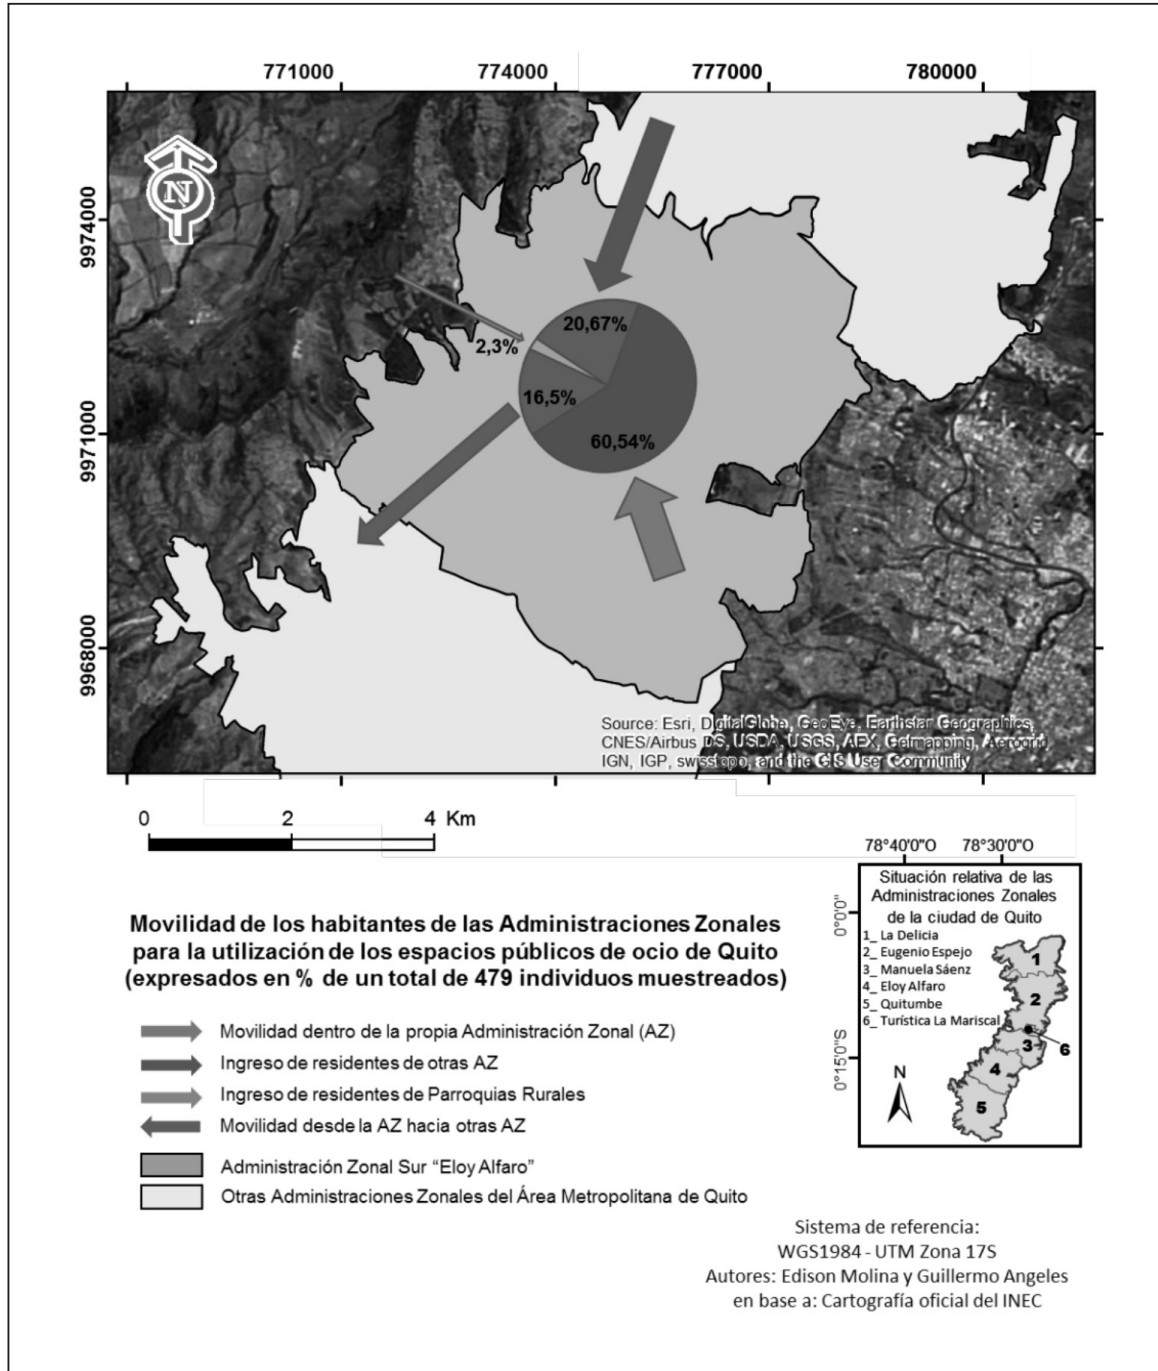 771000 774000 777000 780000
N
9974000
9971000
9968000
20,67%
2,3%
16,5%
60,54%
Source: Esri, DigitalGlobe, GeoEye, Earthstar Geographics,
CNES/Airbus DS, USDA, USGS, AEX, Getmapping, Aerogrid,
IGN, IGP, swisstopo, and the GIS User Community
0 2 4 Km
Movilidad de los habitantes de las Administraciones Zonales
para la utilización de los espacios públicos de ocio de Quito
(expresados en % de un total de 479 individuos muestreados)
Movilidad dentro de la propia Administración Zonal (AZ)
Ingreso de residentes de otras AZ
Ingreso de residentes de Parroquias Rurales
Movilidad desde la AZ hacia otras AZ
Administración Zonal Sur “Eloy Alfaro”
Otras Administraciones Zonales del Área Metropolitana de Quito
78°40'0"O 78°30'0"O
0°0'0"
0°15'0"S
Situación relativa de las
Administraciones Zonales
de la ciudad de Quito
1_ La Delicia
2_ Eugenio Espejo
3_ Manuela Sáenz
4_ Eloy Alfaro
5_ Quitumbe
6_ Turística La Mariscal
1
2
3
6
4
5
N
Sistema de referencia:
WGS1984 - UTM Zona 17S
Autores: Edison Molina y Guillermo Angeles
en base a: Cartografía oficial del INEC